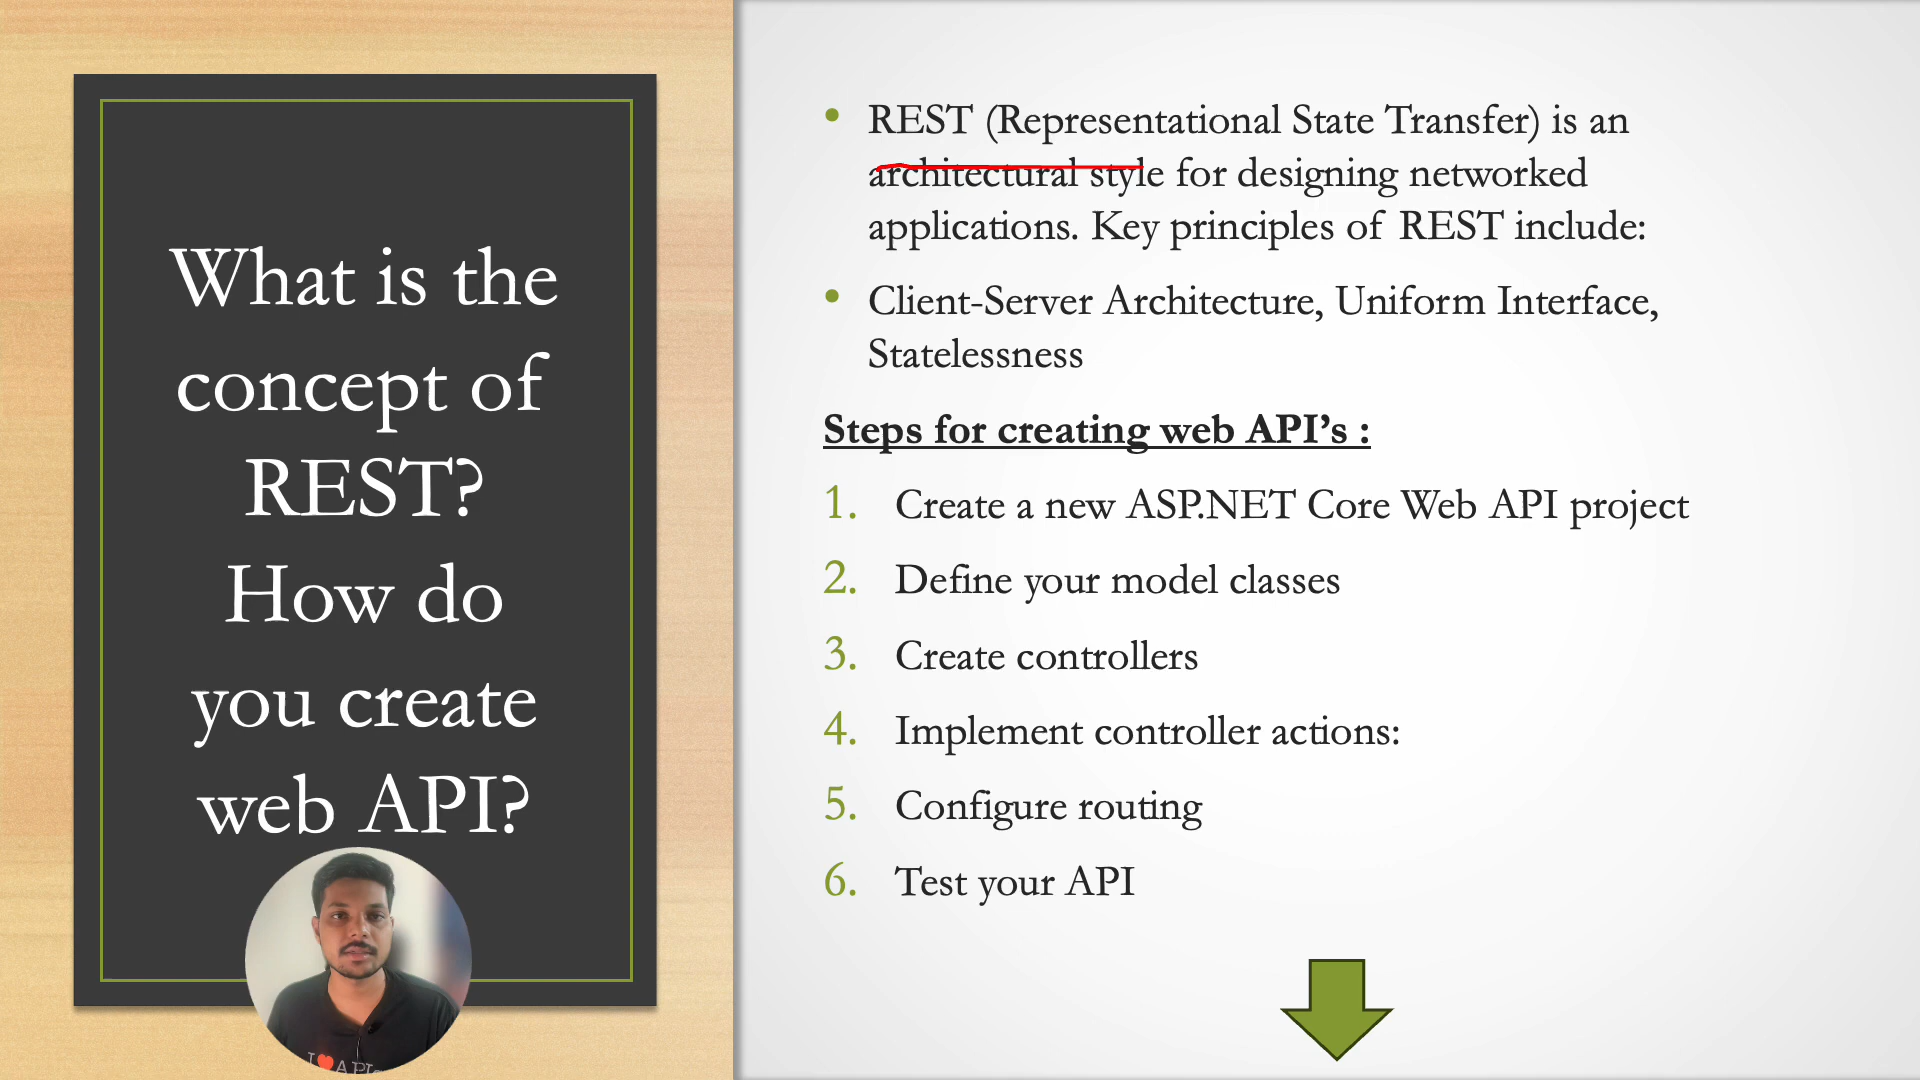 What is the
concept of
REST?
How do
you create
web API?
I ❤ API
• REST (Representational State Transfer) is an
architectural style for designing networked
applications. Key principles of REST include:
• Client-Server Architecture, Uniform Interface,
Statelessness
Steps for creating web API’s :
1. Create a new ASP.NET Core Web API project
2. Define your model classes
3. Create controllers
4. Implement controller actions:
5. Configure routing
6. Test your API